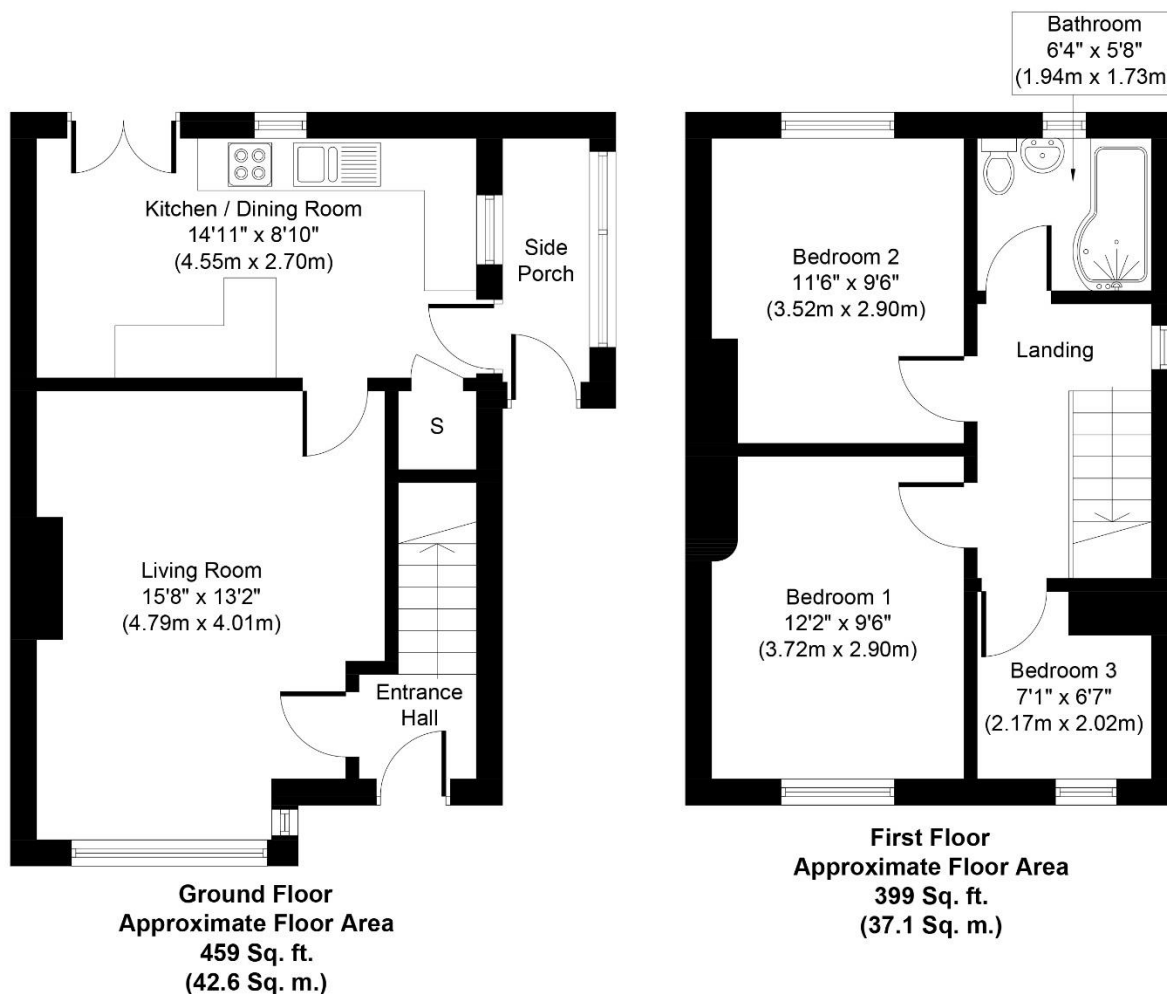 Bathroom
6'4" x 5'8"
(1.94m x 1.73m
Kitchen / Dining Room
14'11" x 8'10"
(4.55m x 2.70m)
Side
Porch
S
Living Room
15'8" x 13'2"
(4.79m x 4.01m)
Entrance
Hall
Ground Floor
Approximate Floor Area
459 Sq. ft.
(42.6 Sq. m.)
Bedroom 2
11'6" x 9'6"
(3.52m x 2.90m)
Landing
Bedroom 1
12'2" x 9'6"
(3.72m x 2.90m)
Bedroom 3
7'1" x 6'7"
(2.17m x 2.02m)
First Floor
Approximate Floor Area
399 Sq. ft.
(37.1 Sq. m.)